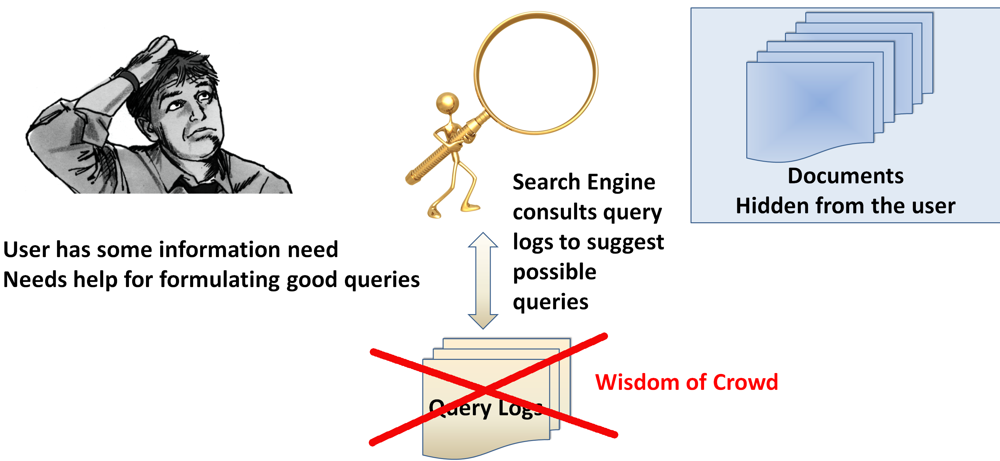 User has some information need
Needs help for formulating good queries
Search Engine
consults query
logs to suggest
possible
queries
Documents
Hidden from the user
Query Logs
Wisdom of Crowd